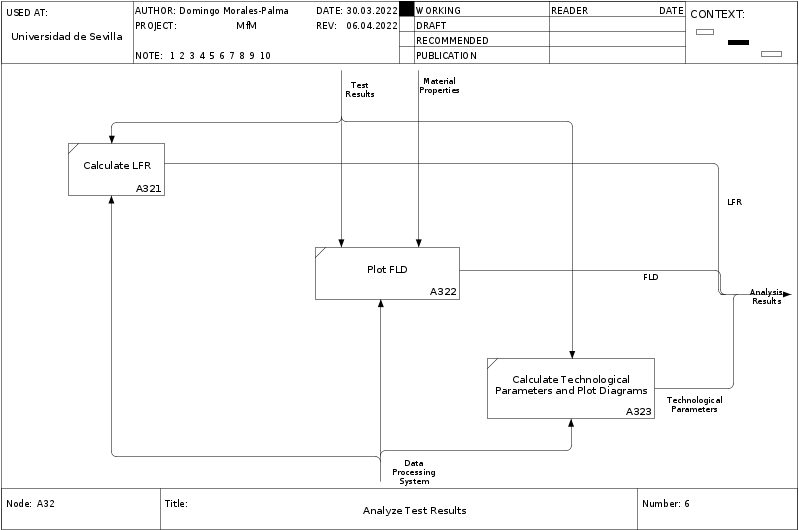 USED AT:
Universidad de Sevilla
AUTHOR: Domingo Morales-Palma
DATE: 30.03.2022
PROJECT: MfM
REV: 06.04.2022
NOTE: 1 2 3 4 5 6 7 8 9 10
WORKING
DRAFT
RECOMMENDED
PUBLICATION
READER
DATE
CONTEXT:
Test
Results
Material
Properties
Calculate LFR
A321
LFR
Plot FLD
A322
FLD
Analysis
Results
Calculate Technological
Parameters and Plot Diagrams
A323
Technological
Parameters
Data
Processing
System
Node: A32
Title:
Analyze Test Results
Number: 6